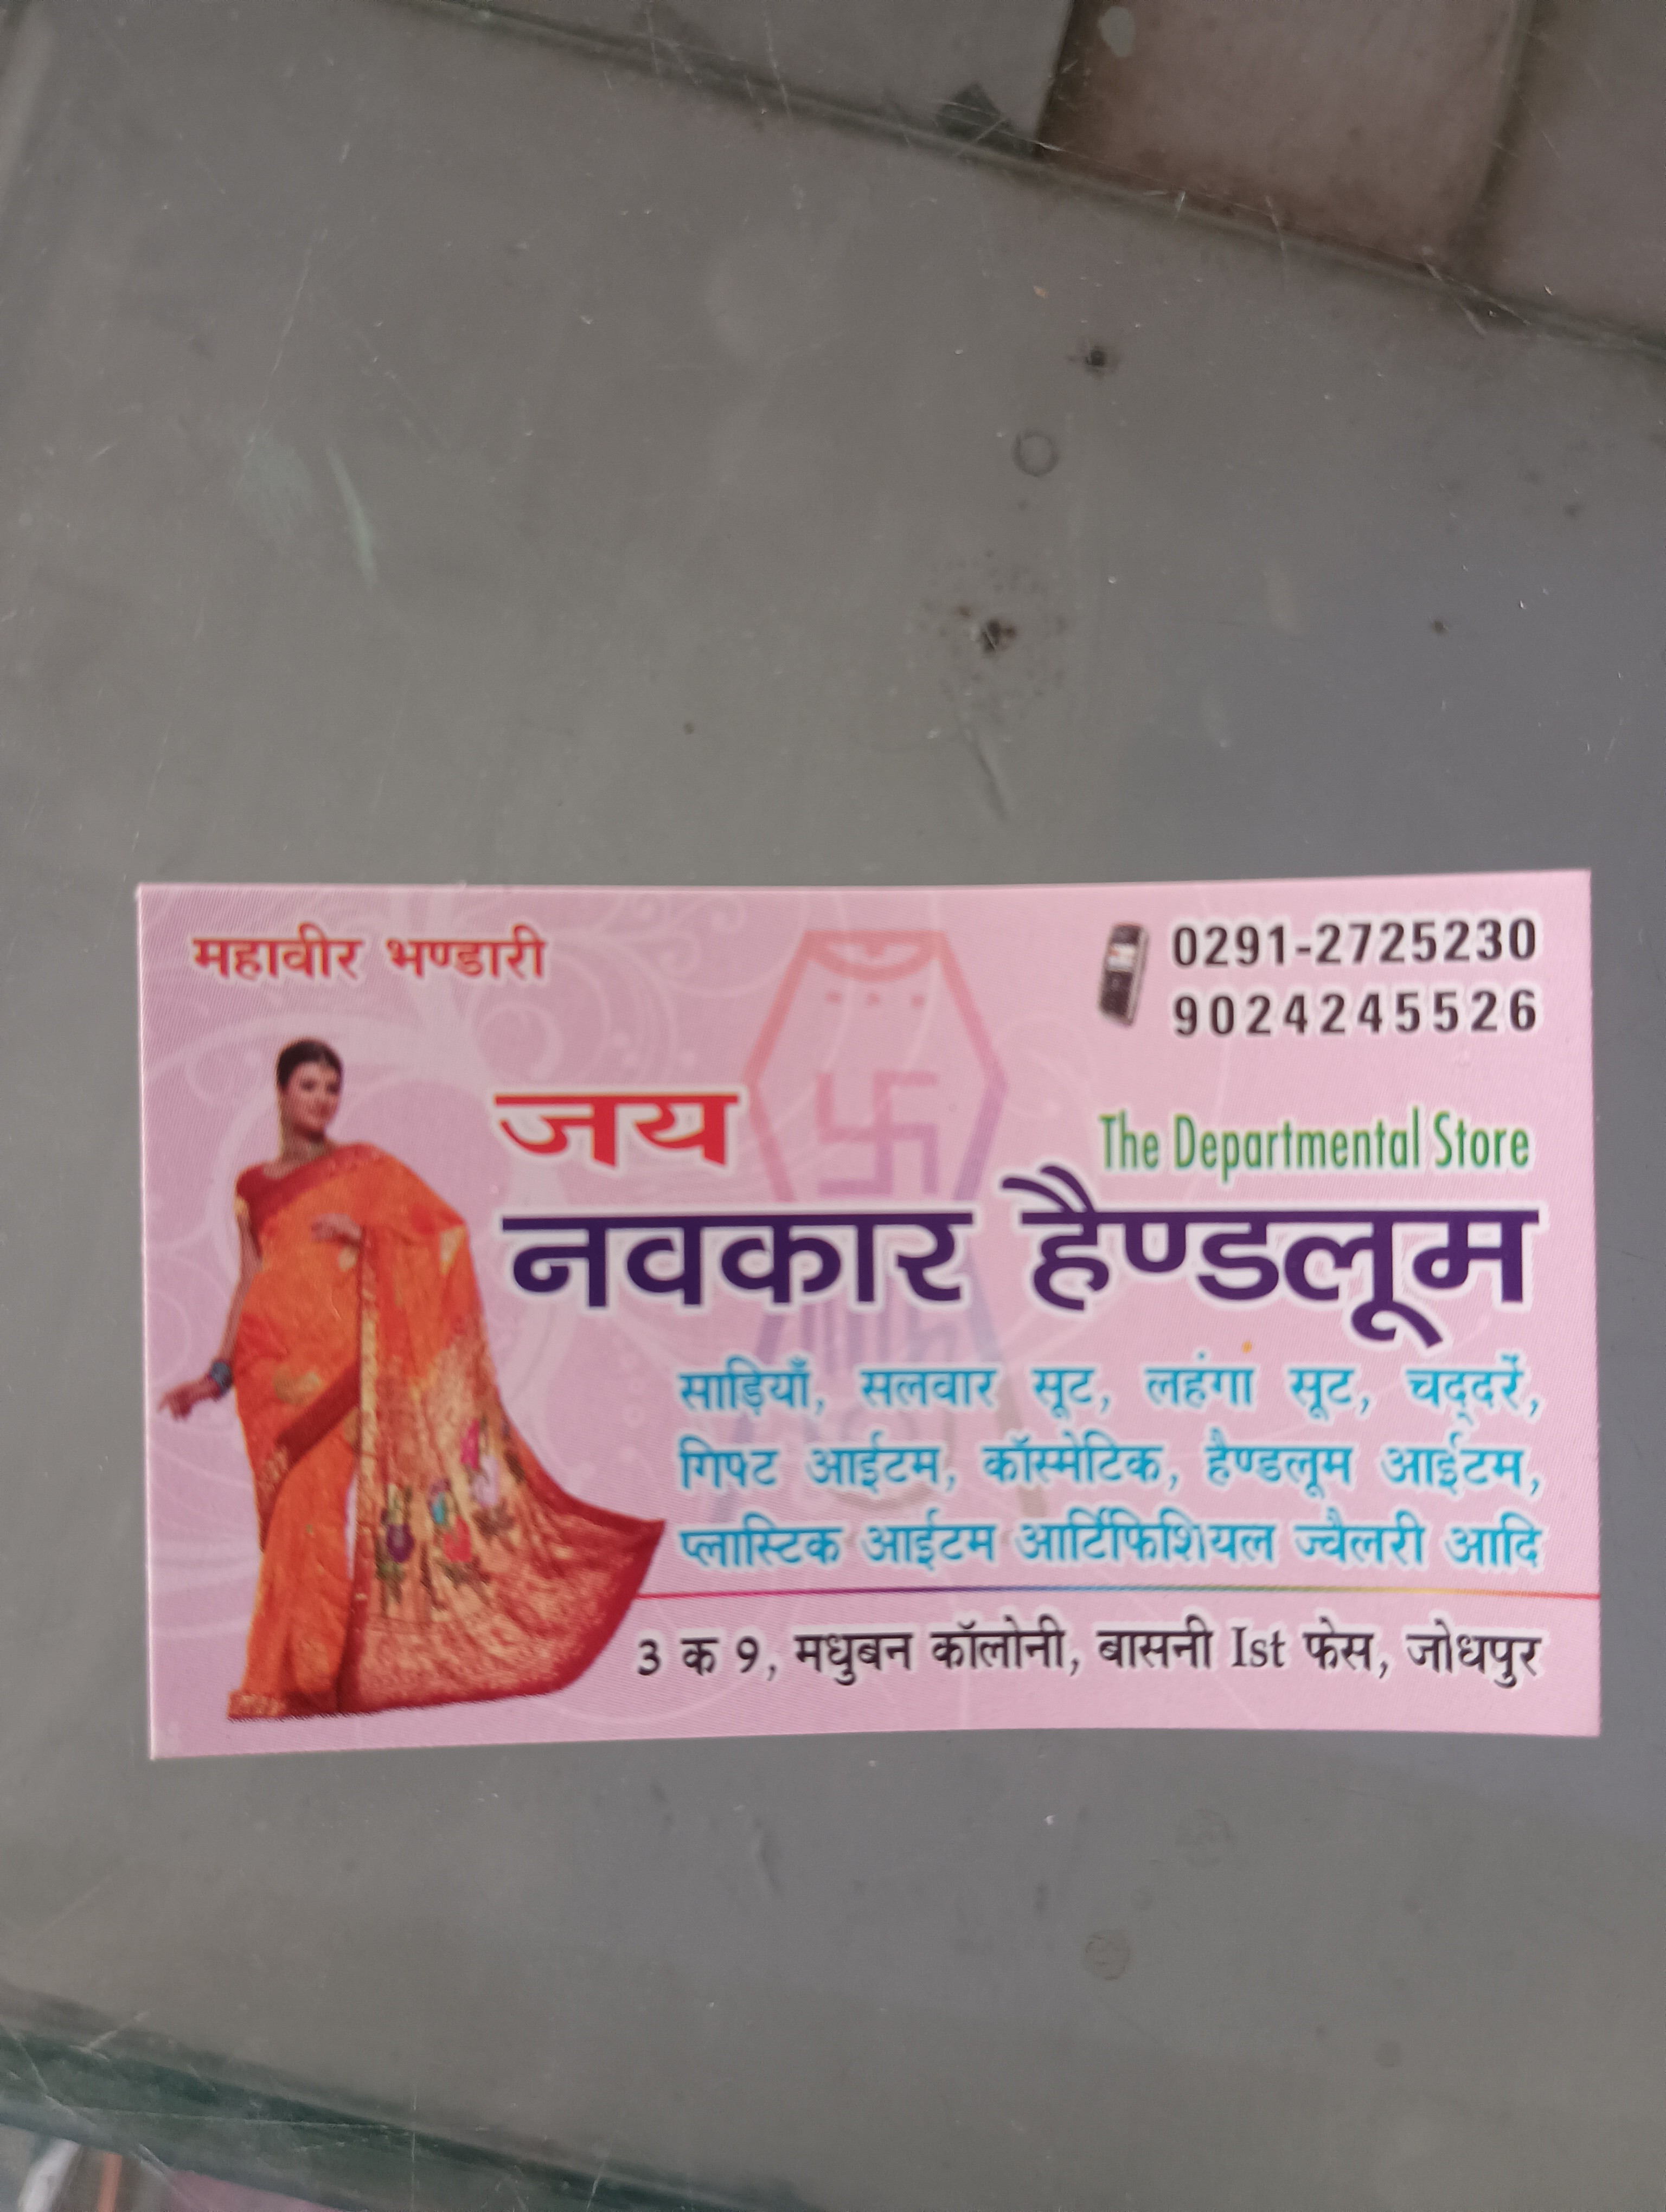 महावीर भण्डारी
0291-2725230
9024245526
जय
The Departmental Store
नवकार हैण्डलूम
साड़ियाँ, सलवार सूट, लहंगा सूट, चद्दरें,
गिफ्ट आईटम, कॉस्मेटिक, हैण्डलूम आईटम,
प्लास्टिक आईटम आर्टिफिशियल ज्वैलरी आदि
3 क 9, मधुबन कॉलोनी, बासनी Ist फेस, जोधपुर